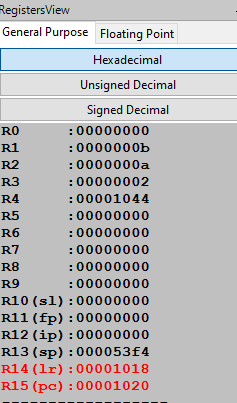 RegistersView
General Purpose Floating Point
Hexadecimal
Unsigned Decimal
Signed Decimal
R0 :00000000
R1 :0000000b
R2 :0000000a
R3 :00000002
R4 :00001044
R5 :00000000
R6 :00000000
R7 :00000000
R8 :00000000
R9 :00000000
R10(sl):00000000
R11(fp):00000000
R12(ip):00000000
R13(sp):000053f4
R14(lr):00001018
R15(pc):00001020